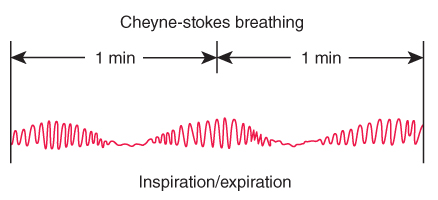 Cheyne-stokes breathing
1 min 1 min
Inspiration/expiration